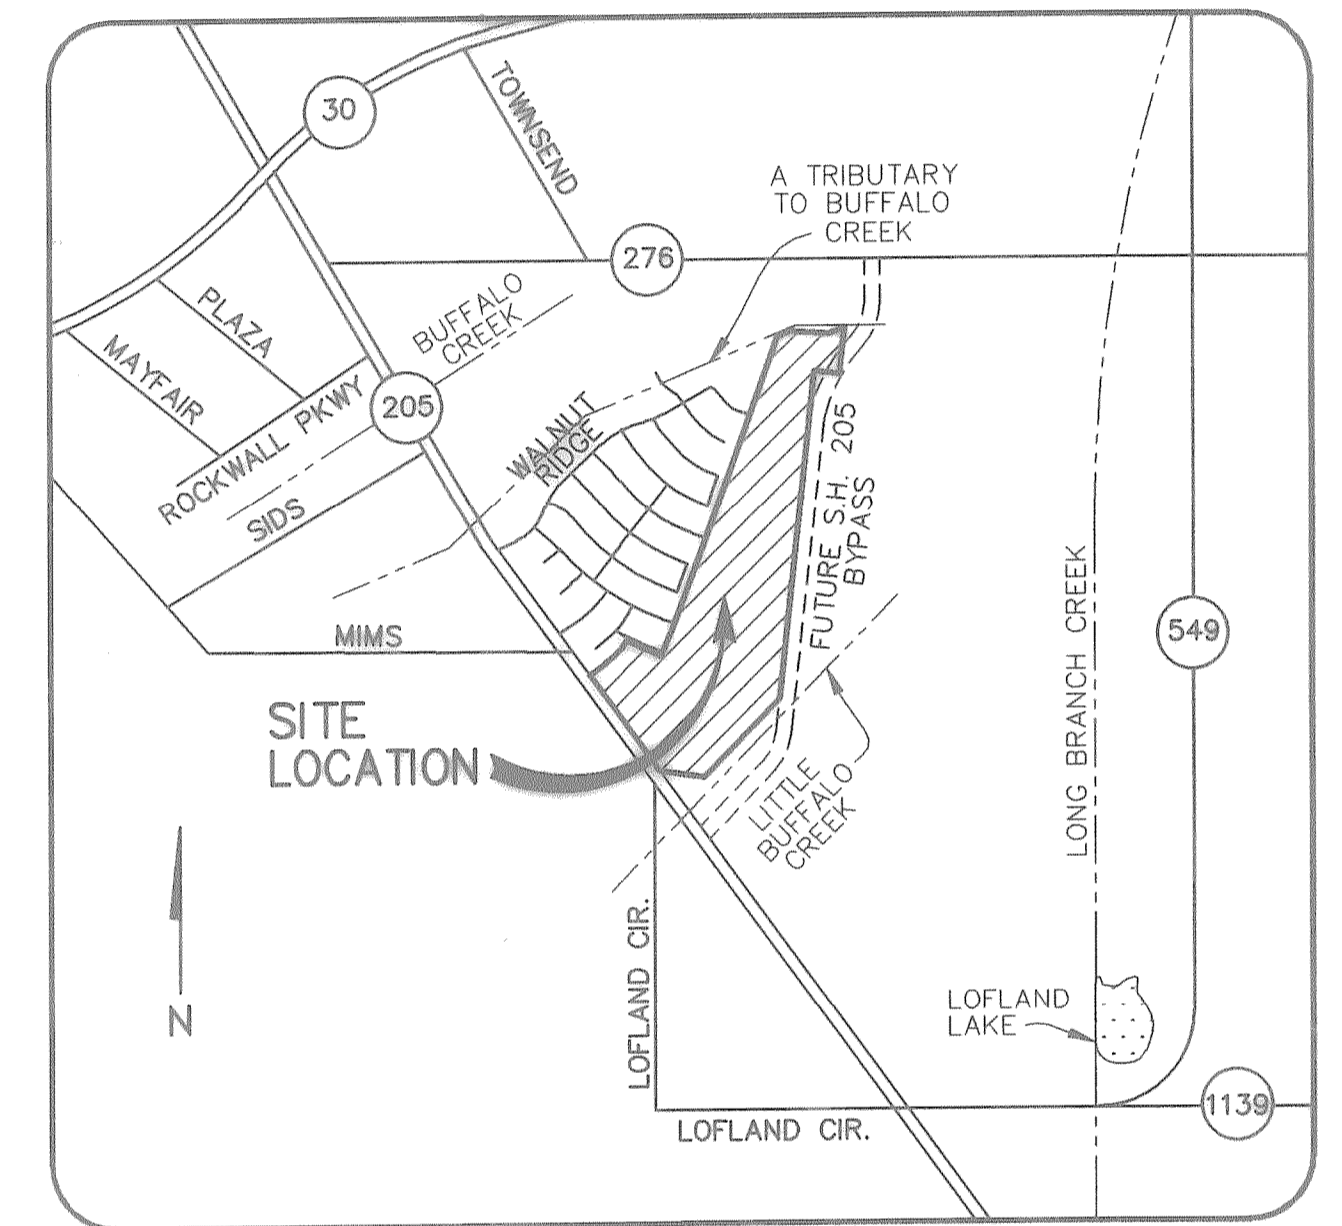 30
TOWNSEND
A TRIBUTARY
TO BUFFALO
CREEK
276
PLAZA
MAYFAIR
BUFFALO
CREEK
ROCKWALL PKWY
205
SIDS
WALNUT
RIDGE
FUTURE S.H. 205
BYPASS
MIMS
LONG BRANCH CREEK
549
SITE
LOCATION
LITTLE
BUFFALO
CREEK
N
LOFLAND CIR.
LOFLAND
LAKE
1139
LOFLAND CIR.